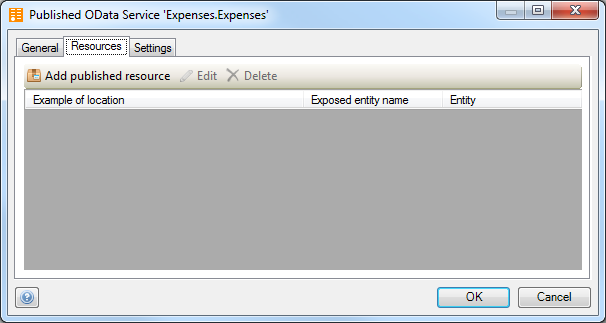 Published OData Service 'Expenses.Expenses'
General Resources Settings
Add published resource Edit Delete
Example of location Exposed entity name Entity
? OK Cancel